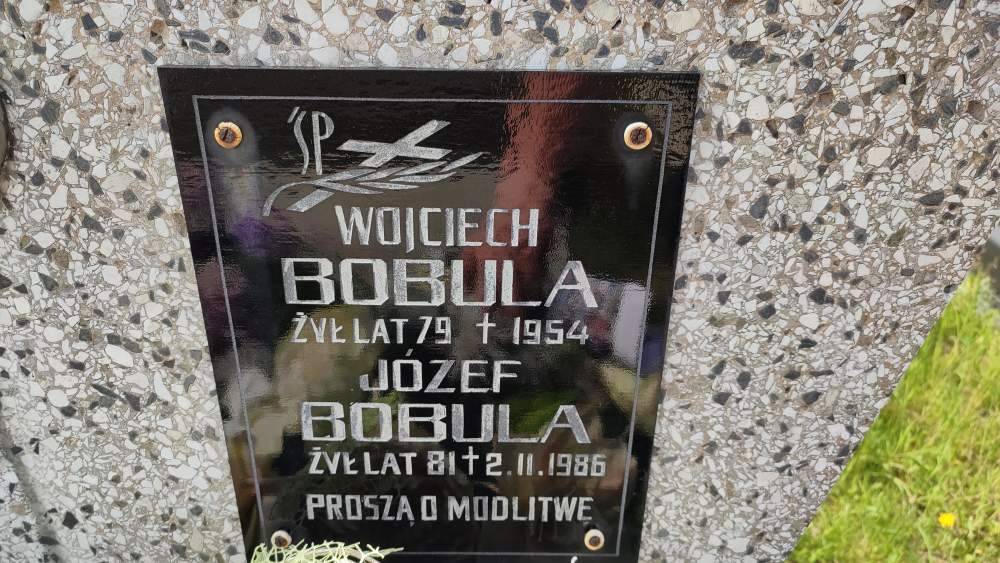 ŚP
WOJCIECH
BOBULA
ŻYŁ LAT 79 † 1954
JÓZEF
BOBULA
ŻYŁ LAT 81 † 2.11.1986
PROSZĄ O MODLITWĘ